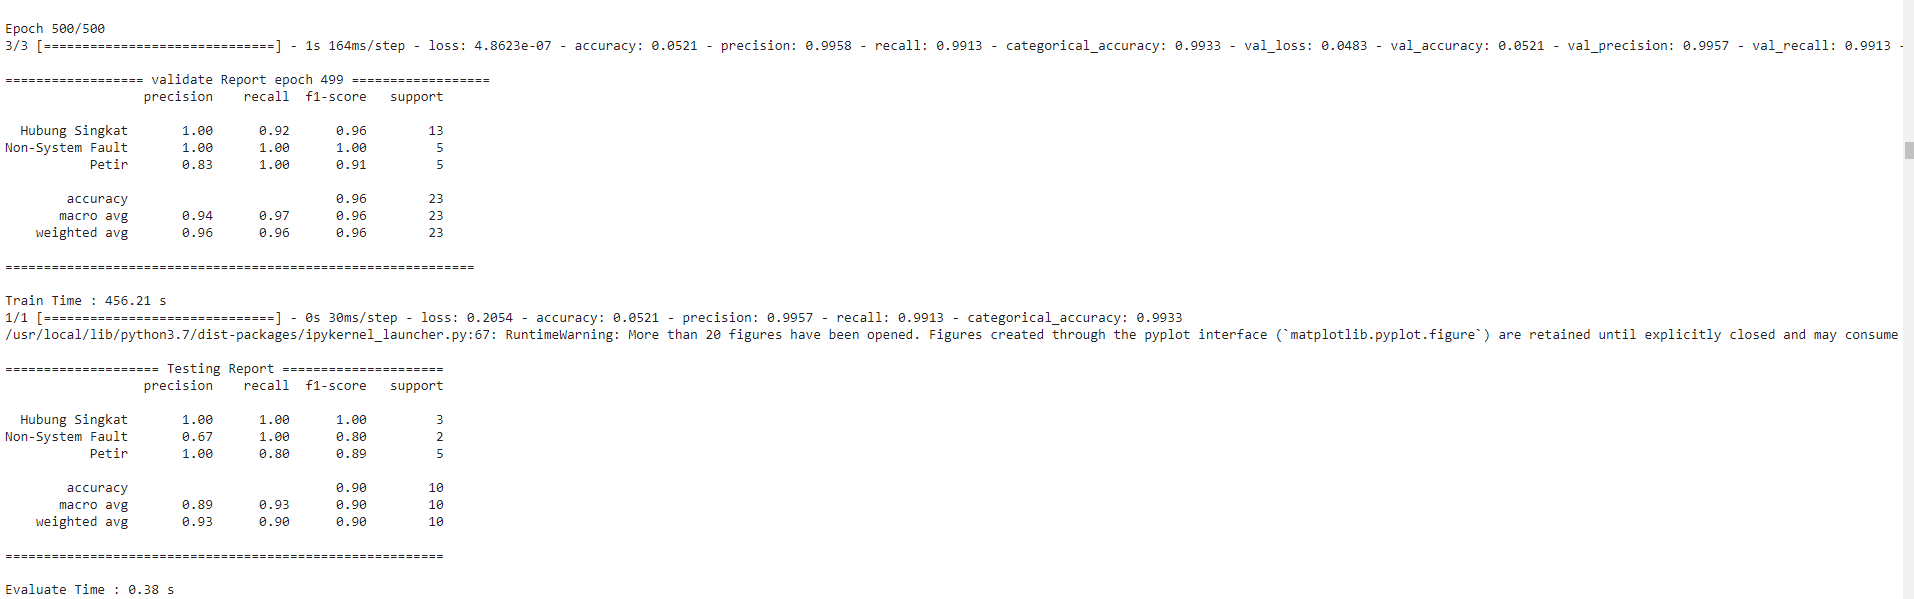 Epoch 500/500
3/3 [==============================] - 1s 164ms/step - loss: 4.8623e-07 - accuracy: 0.0521 - precision: 0.9958 - recall: 0.9913 - categorical_accuracy: 0.9933 - val_loss: 0.0483 - val_accuracy: 0.0521 - val_precision: 0.9957 - val_recall: 0.9913 -
================== validate Report epoch 499 ==================
precision recall f1-score support
Hubung Singkat 1.00 0.92 0.96 13
Non-System Fault 1.00 1.00 1.00 5
Petir 0.83 1.00 0.91 5
accuracy 0.96 23
macro avg 0.94 0.97 0.96 23
weighted avg 0.96 0.96 0.96 23
=============================================================
Train Time : 456.21 s
1/1 [==============================] - 0s 30ms/step - loss: 0.2054 - accuracy: 0.0521 - precision: 0.9957 - recall: 0.9913 - categorical_accuracy: 0.9933
/usr/local/lib/python3.7/dist-packages/ipykernel_launcher.py:67: RuntimeWarning: More than 20 figures have been opened. Figures created through the pyplot interface (`matplotlib.pyplot.figure`) are retained until explicitly closed and may consume
==================== Testing Report =====================
precision recall f1-score support
Hubung Singkat 1.00 1.00 1.00 3
Non-System Fault 0.67 1.00 0.80 2
Petir 1.00 0.80 0.89 5
accuracy 0.90 10
macro avg 0.89 0.93 0.90 10
weighted avg 0.93 0.90 0.90 10
=========================================================
Evaluate Time : 0.38 s